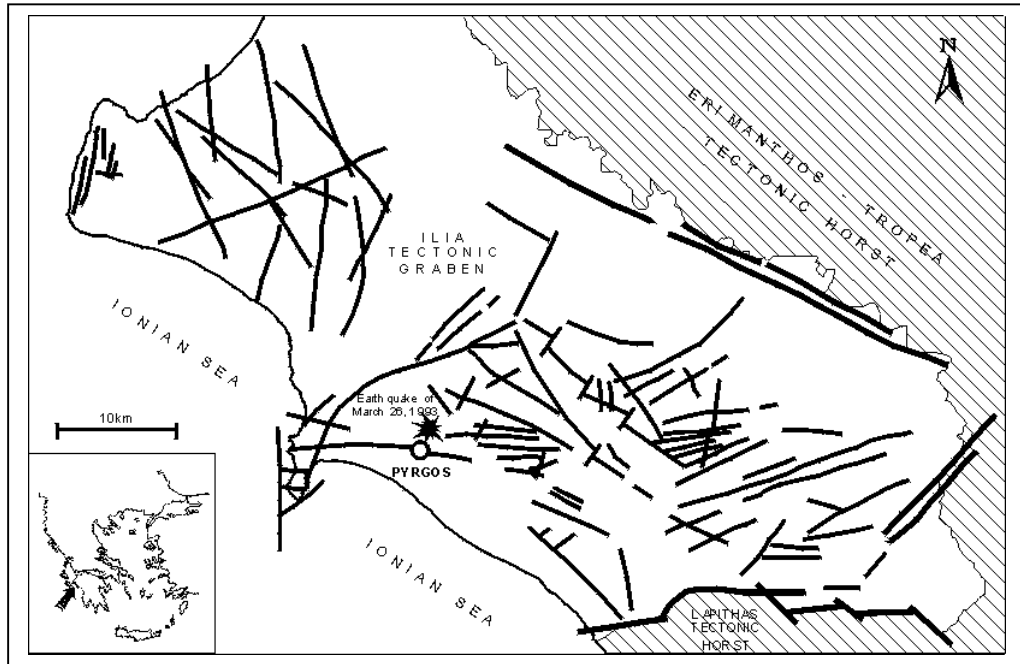 N
ERIMANTHOS - TROPEA
TECTONIC HORST
ILIA
TECTONIC
GRABEN
IONIAN SEA
Earthquake of
March 26, 1993
10km
PYRGOS
IONIAN SEA
LAPITHAS
TECTONIC
HORST